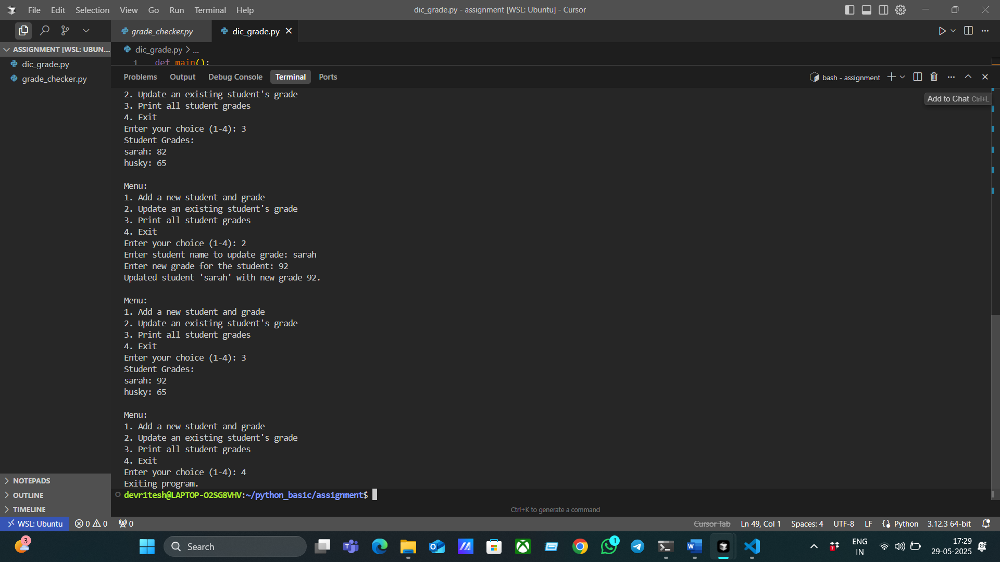 File Edit Selection View Go Run Terminal Help
dic_grade.py - assignment [WSL: Ubuntu] - Cursor
grade_checker.py
dic_grade.py
ASSIGNMENT [WSL: UBUN...
dic_grade.py > ...
dic_grade.py
1 def main():
grade_checker.py
Problems Output Debug Console Terminal Ports
bash - assignment
Add to Chat Ctrl+L
2. Update an existing student's grade
3. Print all student grades
4. Exit
Enter your choice (1-4): 3
Student Grades:
sarah: 82
husky: 65
Menu:
1. Add a new student and grade
2. Update an existing student's grade
3. Print all student grades
4. Exit
Enter your choice (1-4): 2
Enter student name to update grade: sarah
Enter new grade for the student: 92
Updated student 'sarah' with new grade 92.
Menu:
1. Add a new student and grade
2. Update an existing student's grade
3. Print all student grades
4. Exit
Enter your choice (1-4): 3
Student Grades:
sarah: 92
husky: 65
Menu:
1. Add a new student and grade
2. Update an existing student's grade
3. Print all student grades
4. Exit
Enter your choice (1-4): 4
Exiting program.
devritesh@LAPTOP-O2SG8VHV:~/python_basic/assignment$
Ctrl+K to generate a command
NOTEPADS
OUTLINE
TIMELINE
WSL: Ubuntu 0 0 0
Cursor Tab Ln 49, Col 1 Spaces: 4 UTF-8 LF Python 3.12.3 64-bit
3
Search
1
7
ENG
IN
17:29
29-05-2025